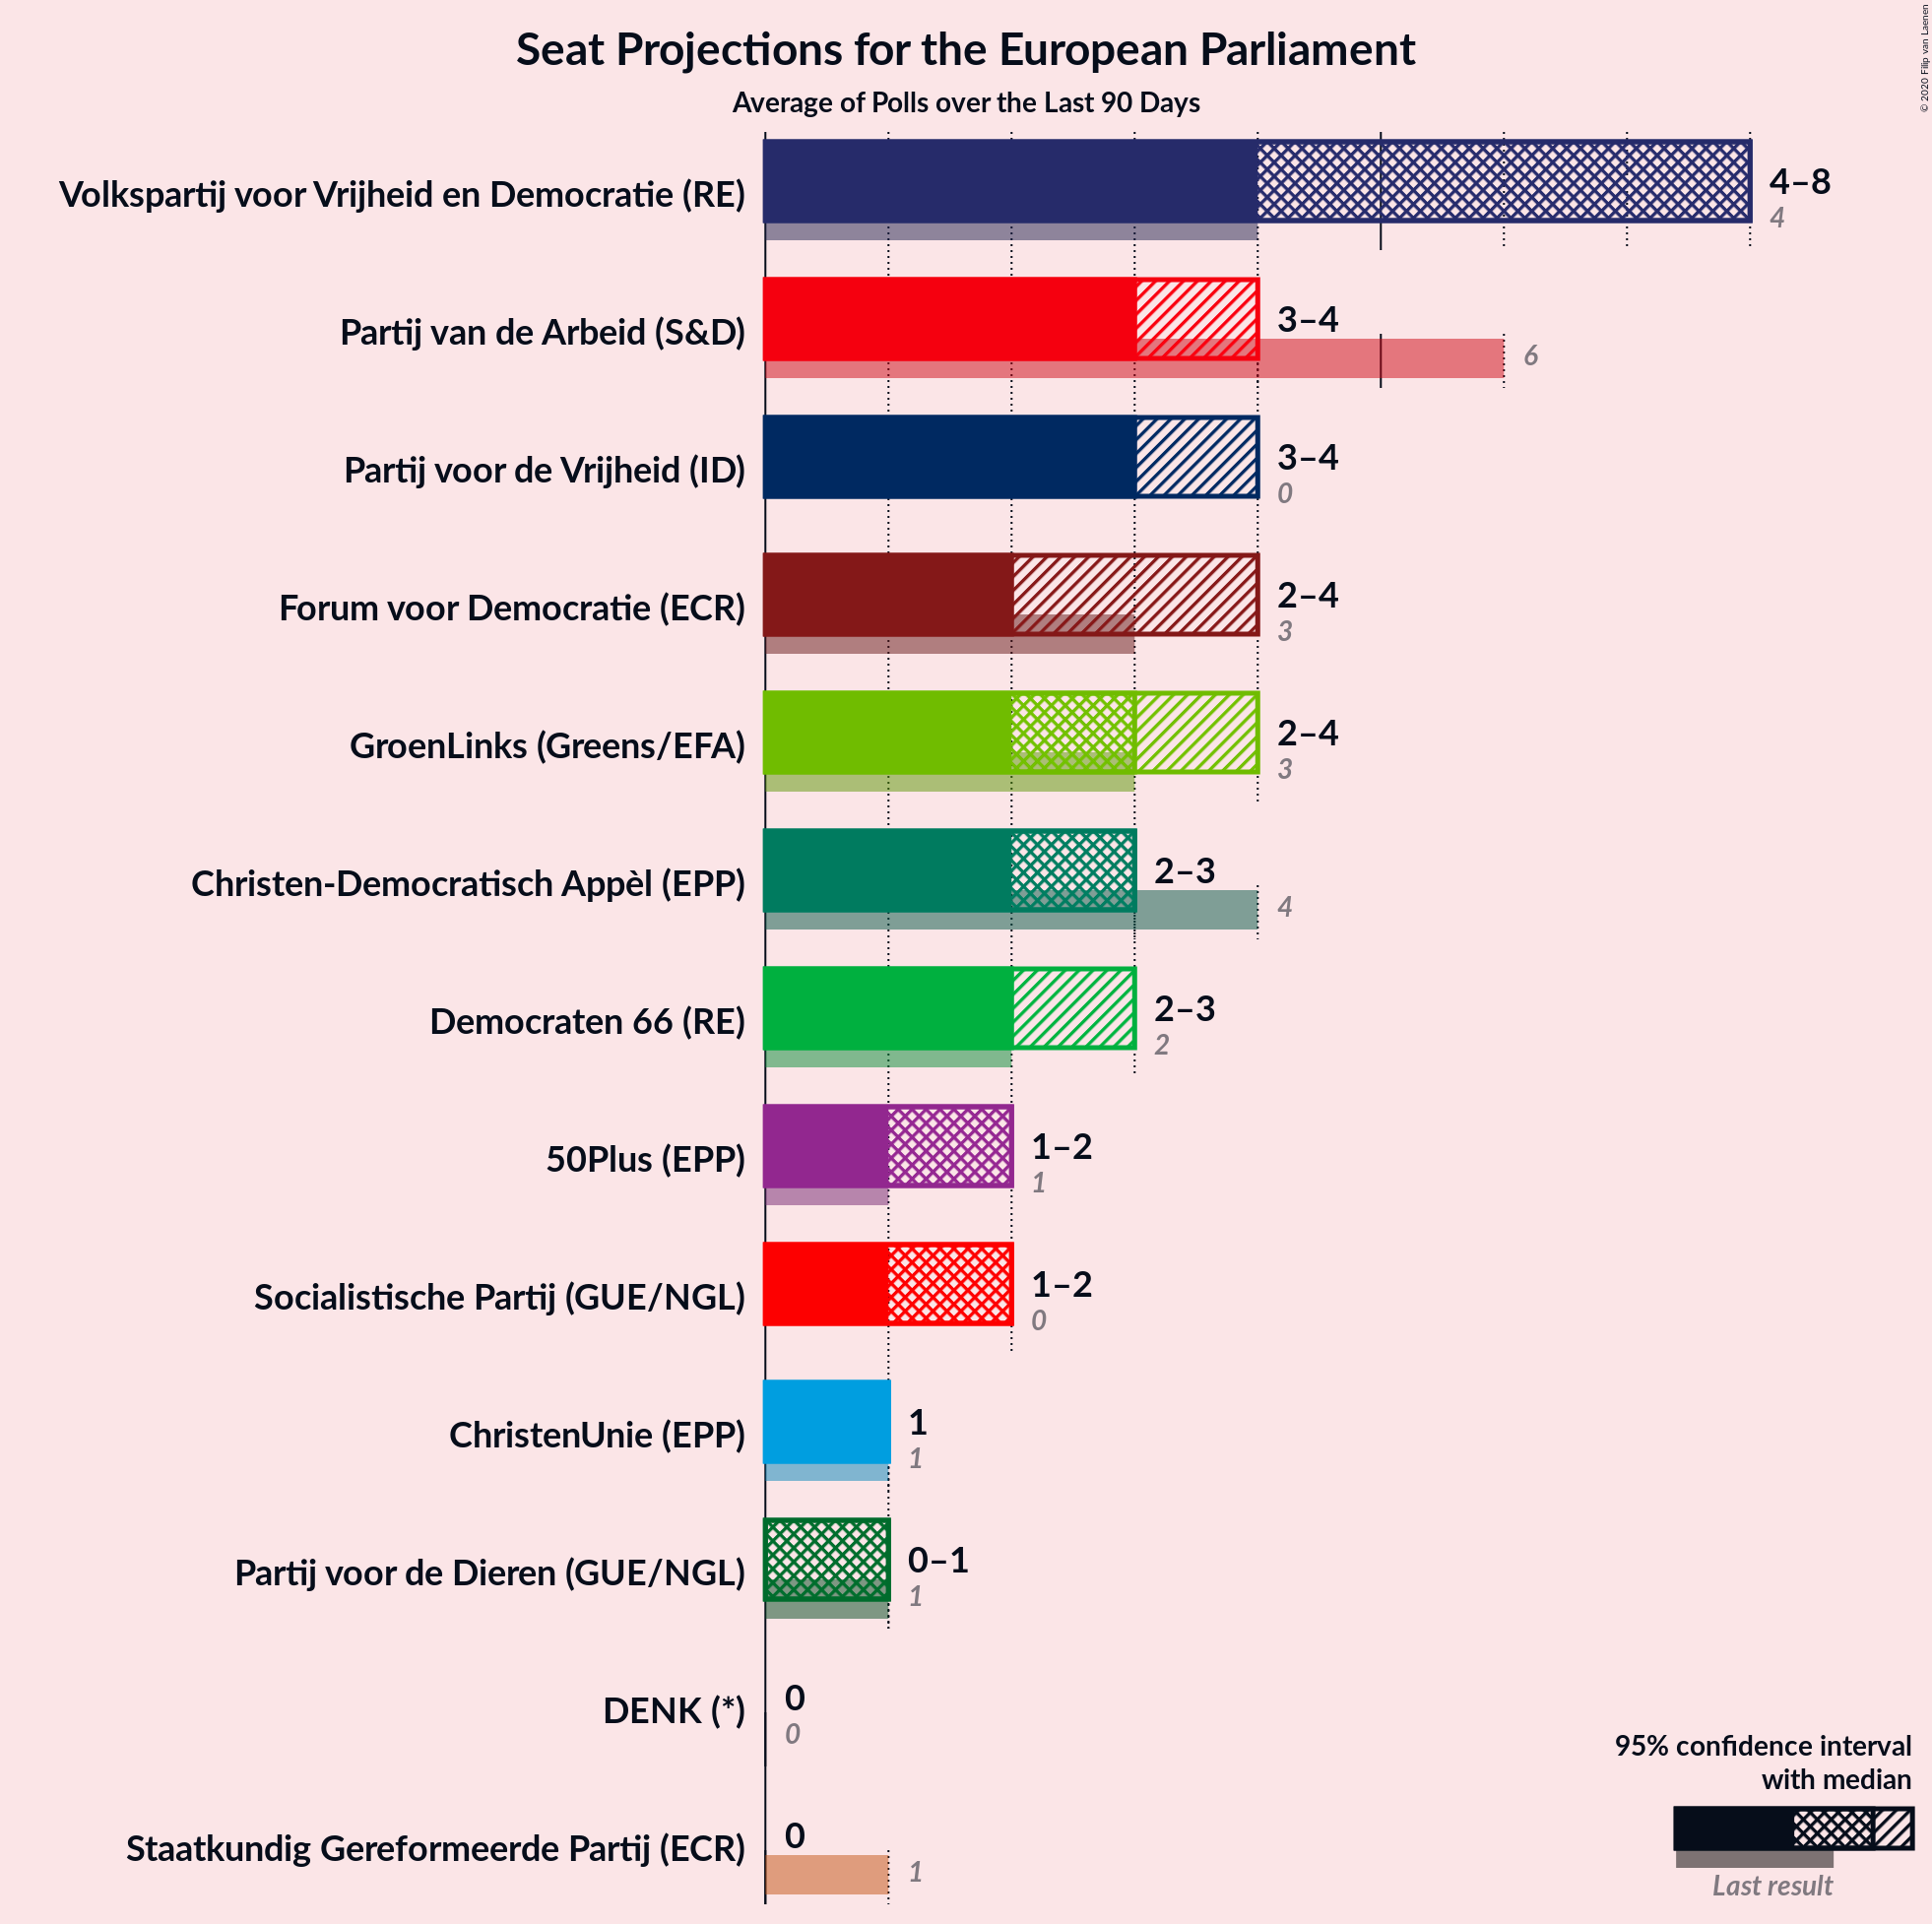 Seat Projections for the European Parliament
Average of Polls over the Last 90 Days
© 2020 Filip van Laenen
Volkspartij voor Vrijheid en Democratie (RE)
4–8
4
Partij van de Arbeid (S&D)
3–4
6
Partij voor de Vrijheid (ID)
3–4
0
Forum voor Democratie (ECR)
2–4
3
GroenLinks (Greens/EFA)
2–4
3
Christen-Democratisch Appèl (EPP)
2–3
4
Democraten 66 (RE)
2–3
2
50Plus (EPP)
1–2
1
Socialistische Partij (GUE/NGL)
1–2
0
ChristenUnie (EPP)
1
1
Partij voor de Dieren (GUE/NGL)
0–1
1
DENK (*)
0
0
Staatkundig Gereformeerde Partij (ECR)
0
1
95% confidence interval
with median
Last result